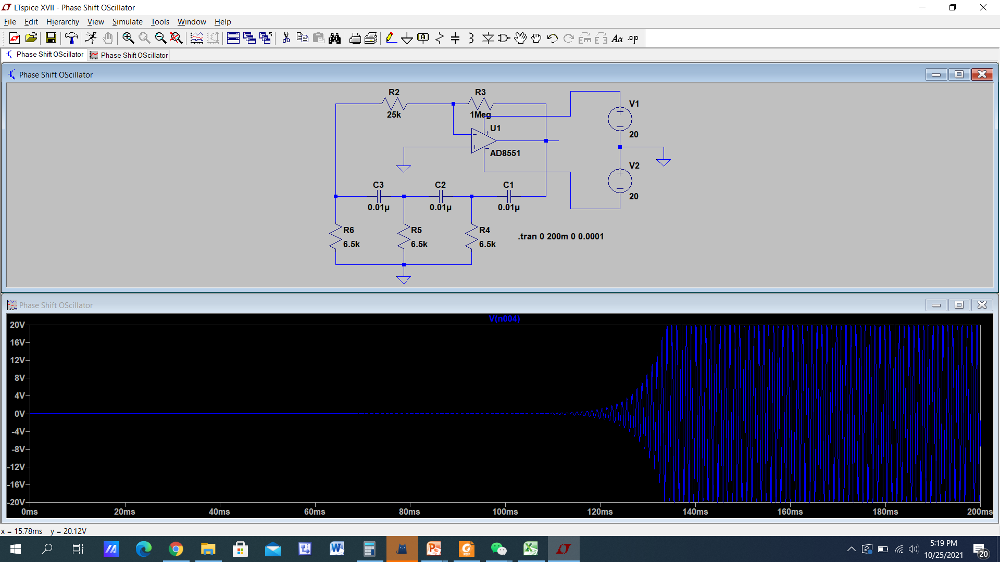 LTspice XVII - Phase Shift OScillator
File Edit Hierarchy View Simulate Tools Window Help
Phase Shift OScillator Phase Shift OScillator
Phase Shift OScillator
R2
25k
R3
1Meg
U1
AD8551
V1
20
V2
20
C3
0.01µ
C2
0.01µ
C1
0.01µ
R6
6.5k
R5
6.5k
R4
6.5k
.tran 0 200m 0 0.0001
Phase Shift OScillator
V(n004)
20V
16V
12V
8V
4V
0V
-4V
-8V
-12V
-16V
-20V
0ms 20ms 40ms 60ms 80ms 100ms 120ms 140ms 160ms 180ms 200ms
x = 15.78ms y = 20.12V
5:19 PM
10/25/2021
20